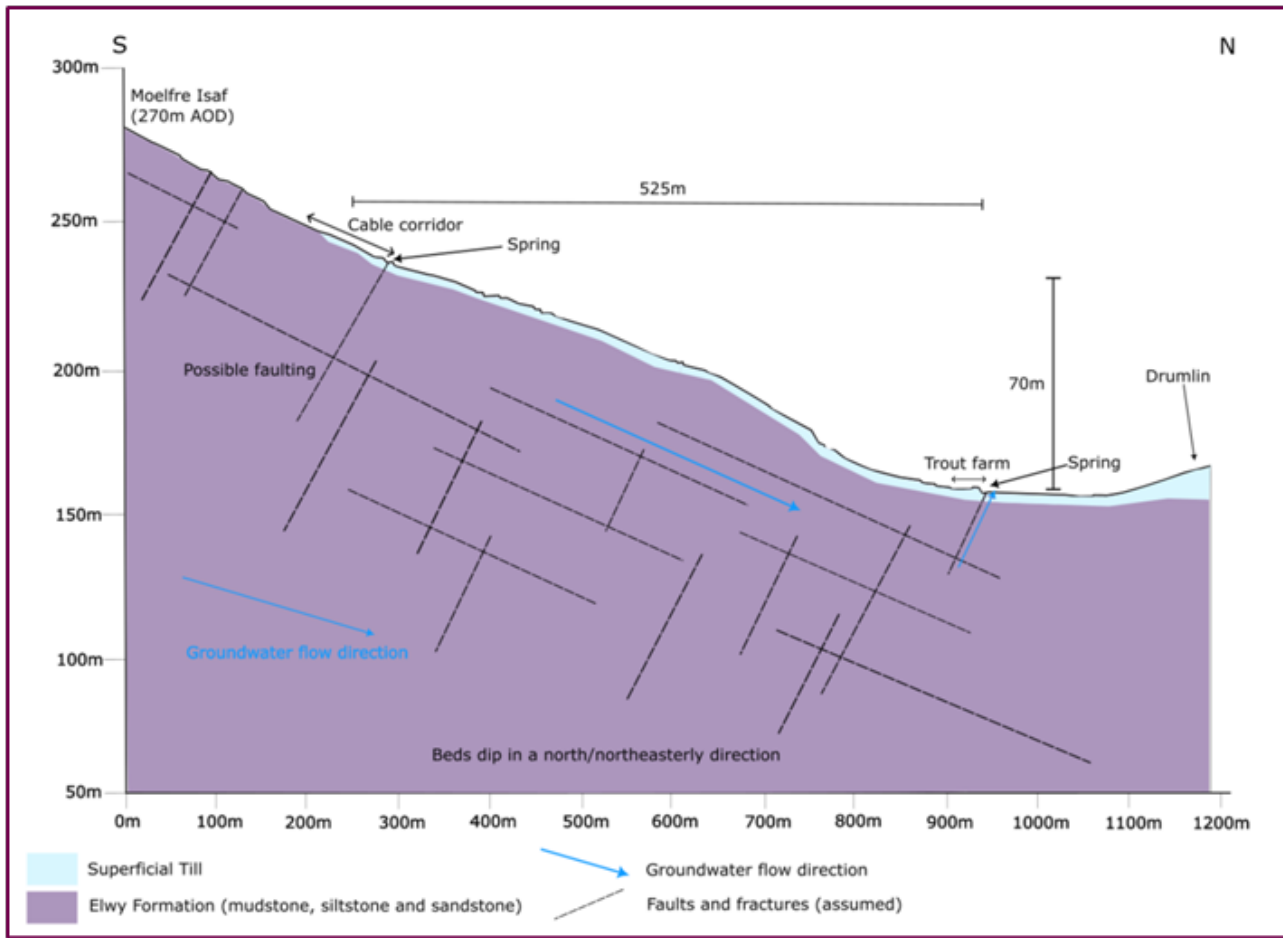 S
N
300m
Moelfre Isaf
(270m AOD)
525m
250m
Cable corridor
Spring
200m
Possible faulting
70m
Drumlin
Trout farm
Spring
150m
Groundwater flow direction
100m
Beds dip in a north/northeasterly direction
50m
0m 100m 200m 300m 400m 500m 600m 700m 800m 900m 1000m 1100m 1200m
Superficial Till
Groundwater flow direction
Elwy Formation (mudstone, siltstone and sandstone)
Faults and fractures (assumed)